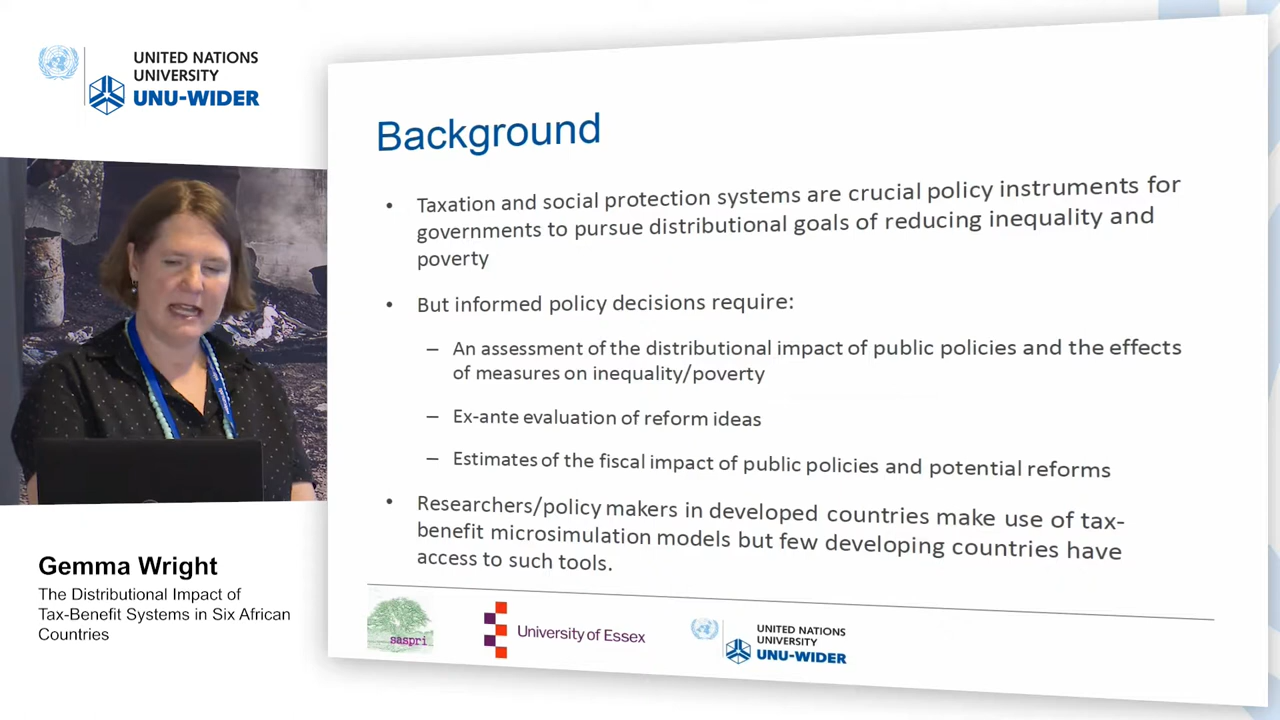 UNITED NATIONS
UNIVERSITY
UNU-WIDER
Background
• Taxation and social protection systems are crucial policy instruments for
governments to pursue distributional goals of reducing inequality and
poverty
• But informed policy decisions require:
– An assessment of the distributional impact of public policies and the effects
of measures on inequality/poverty
– Ex-ante evaluation of reform ideas
– Estimates of the fiscal impact of public policies and potential reforms
• Researchers/policy makers in developed countries make use of tax-
benefit microsimulation models but few developing countries have
access to such tools.
Gemma Wright
The Distributional Impact of
Tax-Benefit Systems in Six African
Countries
saspri
University of Essex
UNITED NATIONS
UNIVERSITY
UNU-WIDER